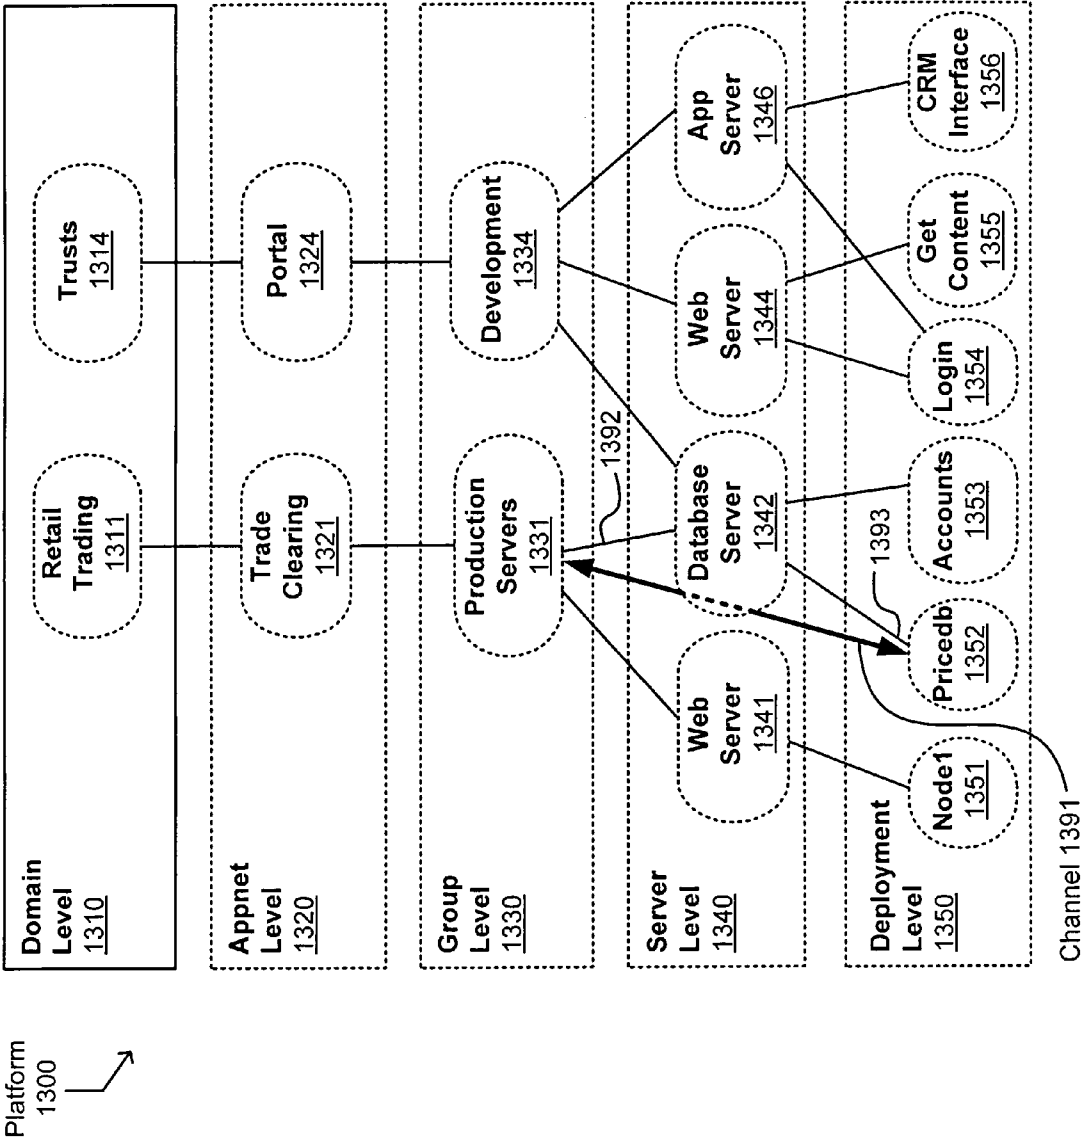 Platform
1300
Domain
Level
1310
Retail
Trading
1311
Trusts
1314
Appnet
Level
1320
Trade
Clearing
1321
Portal
1324
Group
Level
1330
Production
Servers
1331
Development
1334
1392
Server
Level
1340
Web
Server
1341
Database
Server
1342
Web
Server
1344
App
Server
1346
1393
Deployment
Level
1350
Node1
1351
Pricedb
1352
Accounts
1353
Login
1354
Get
Content
1355
CRM
Interface
1356
Channel 1391